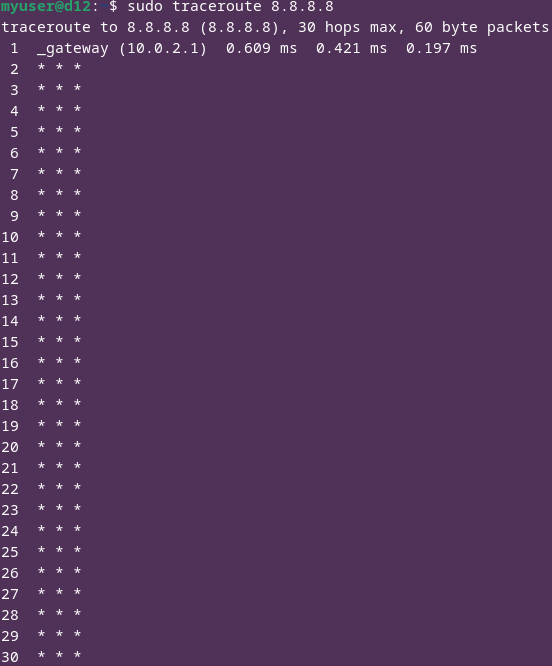 myuser@d12: $ sudo traceroute 8.8.8.8
traceroute to 8.8.8.8 (8.8.8.8), 30 hops max, 60 byte packets
 1  _gateway (10.0.2.1)  0.609 ms  0.421 ms  0.197 ms
 2  * * *
 3  * * *
 4  * * *
 5  * * *
 6  * * *
 7  * * *
 8  * * *
 9  * * *
10  * * *
11  * * *
12  * * *
13  * * *
14  * * *
15  * * *
16  * * *
17  * * *
18  * * *
19  * * *
20  * * *
21  * * *
22  * * *
23  * * *
24  * * *
25  * * *
26  * * *
27  * * *
28  * * *
29  * * *
30  * * *